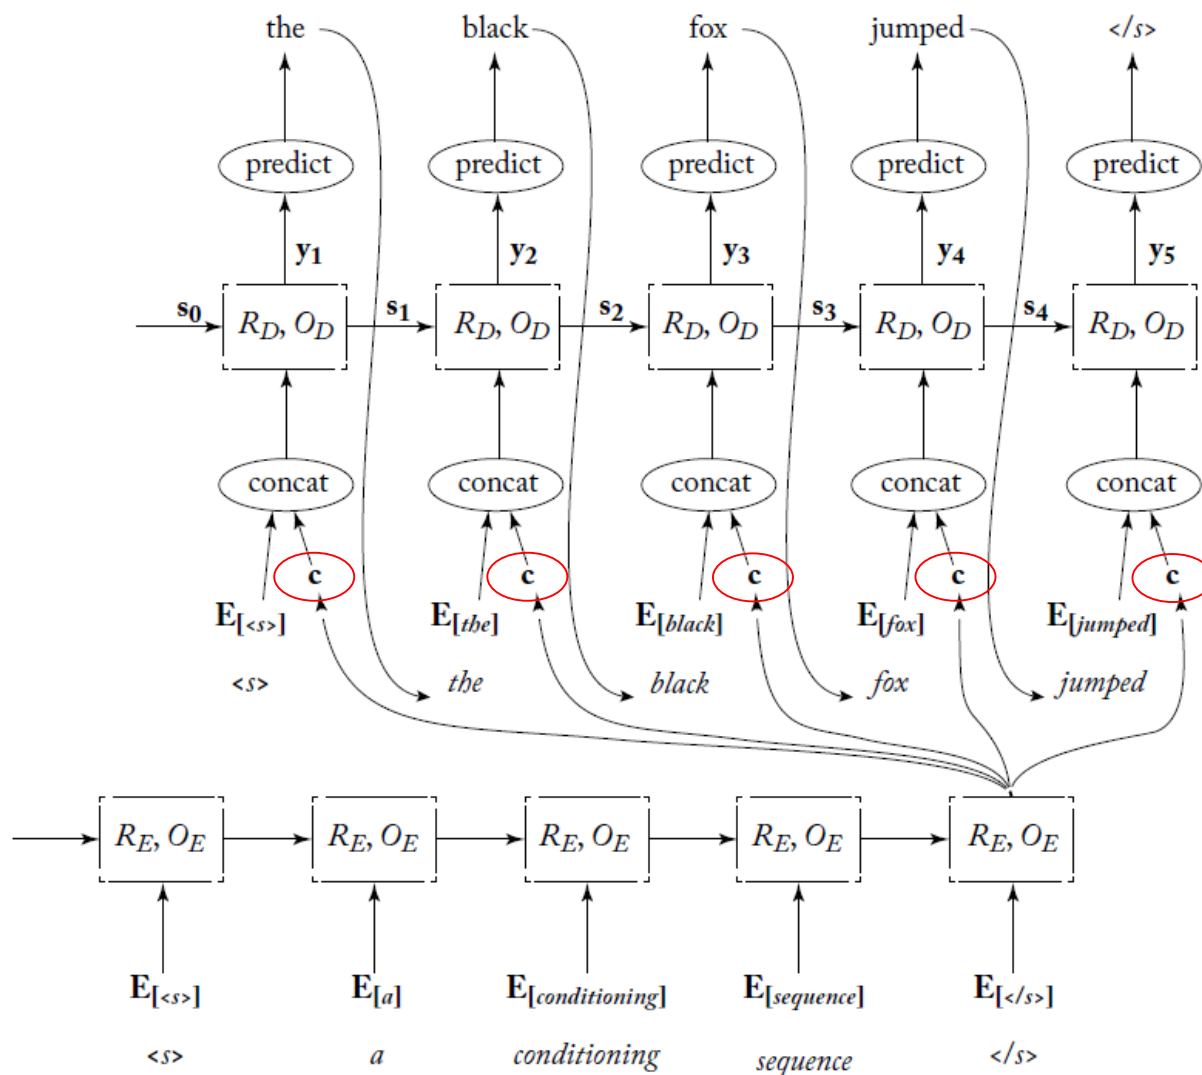 the black fox jumped </s>
predict predict predict predict predict
y1 y2 y3 y4 y5
s0 s1 s2 s3 s4
RD, OD RD, OD RD, OD RD, OD RD, OD
concat concat concat concat concat
c c c c c
E[<s>] E[the] E[black] E[fox] E[jumped]
<s> the black fox jumped
RE, OE RE, OE RE, OE RE, OE RE, OE
E[<s>] E[a] E[conditioning] E[sequence] E[</s>]
<s> a conditioning sequence </s>